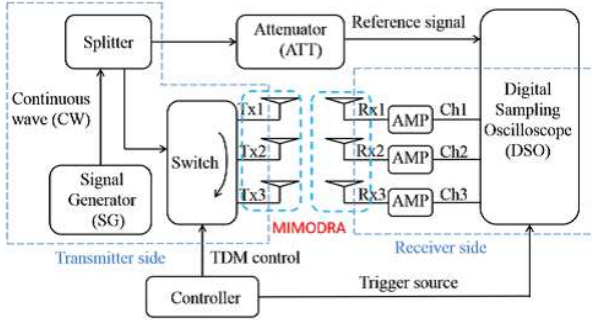 Splitter
Attenuator
(ATT)
Reference signal
Continuous
wave (CW)
Signal
Generator
(SG)
Switch
Tx1
Tx2
Tx3
Rx1
Rx2
Rx3
AMP
AMP
AMP
Ch1
Ch2
Ch3
Digital
Sampling
Oscilloscope
(DSO)
MIMODRA
Transmitter side
Receiver side
TDM control
Controller
Trigger source